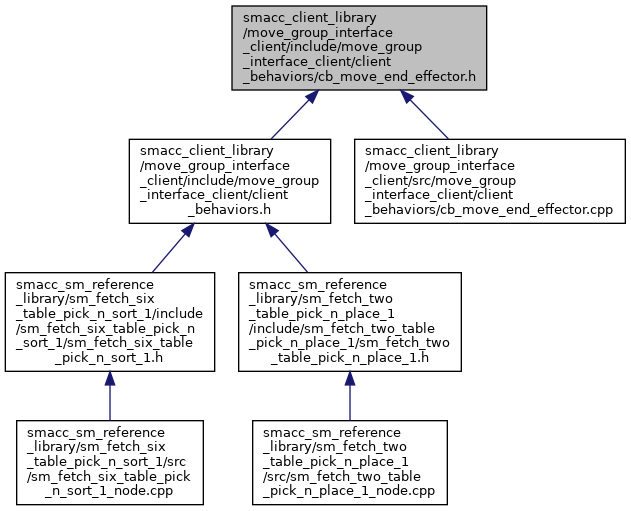 smacc_client_library
/move_group_interface
_client/include/move_group
_interface_client/client
_behaviors/cb_move_end_effector.h
smacc_client_library
/move_group_interface
_client/include/move_group
_interface_client/client
_behaviors.h
smacc_client_library
/move_group_interface
_client/src/move_group
_interface_client/client
_behaviors/cb_move_end_effector.cpp
smacc_sm_reference
_library/sm_fetch_six
_table_pick_n_sort_1/include
/sm_fetch_six_table_pick_n
_sort_1/sm_fetch_six_table
_pick_n_sort_1.h
smacc_sm_reference
_library/sm_fetch_two
_table_pick_n_place_1
/include/sm_fetch_two_table
_pick_n_place_1/sm_fetch_two
_table_pick_n_place_1.h
smacc_sm_reference
_library/sm_fetch_six
_table_pick_n_sort_1/src
/sm_fetch_six_table_pick
_n_sort_1_node.cpp
smacc_sm_reference
_library/sm_fetch_two
_table_pick_n_place_1
/src/sm_fetch_two_table
_pick_n_place_1_node.cpp